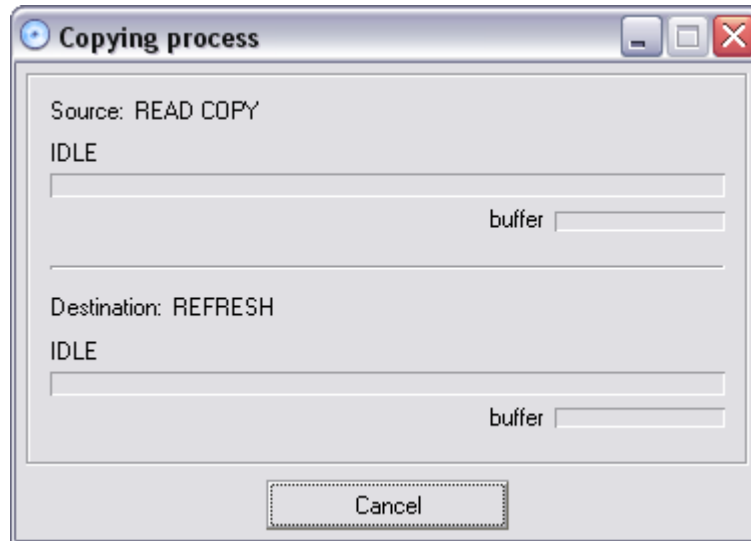 Copying process
Source: READ COPY
IDLE
buffer
Destination: REFRESH
IDLE
buffer
Cancel